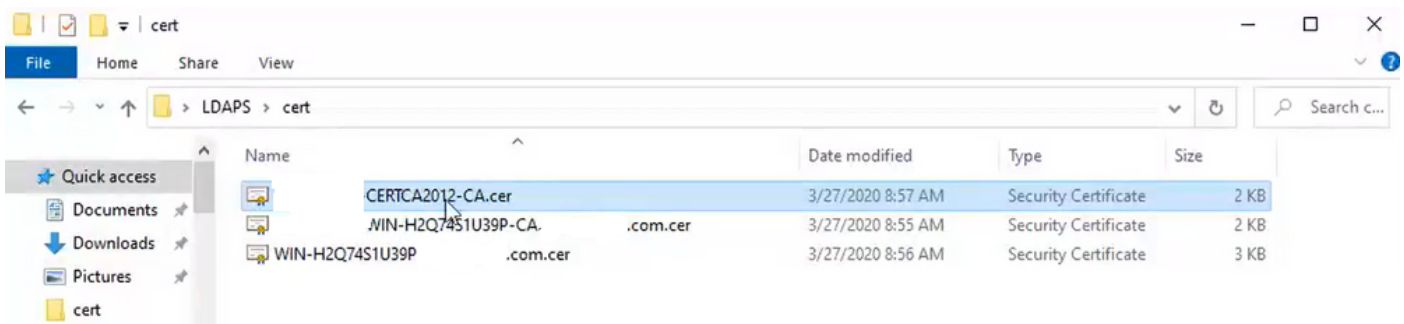 cert
File Home Share View
LDAPS > cert
Search c...
Name Date modified Type Size
Quick access
Documents
Downloads
Pictures
cert
-CERTCA2012-CA.cer 3/27/2020 8:57 AM Security Certificate 2 KB
WIN-H2Q74S1U39P-CA. .com.cer 3/27/2020 8:55 AM Security Certificate 2 KB
WIN-H2Q74S1U39P .com.cer 3/27/2020 8:56 AM Security Certificate 3 KB